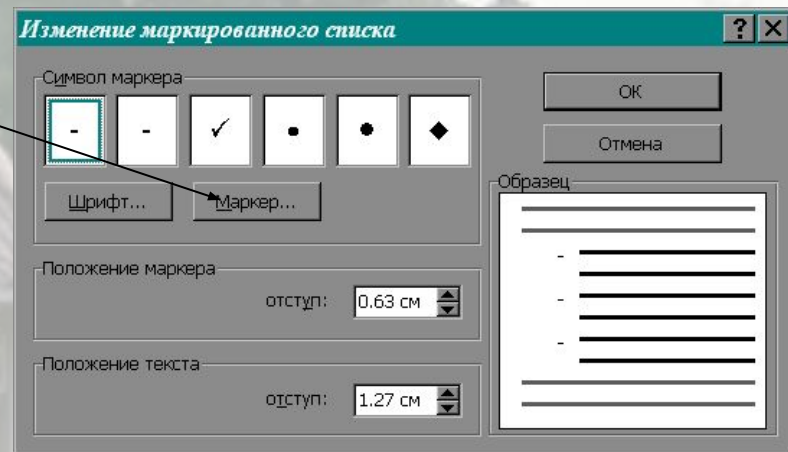 Изменение маркированного списка
Символ маркера
Шрифт...
Маркер...
Положение маркера
отступ:
0.63 см
Положение текста
отступ:
1.27 см
ОК
Отмена
Образец